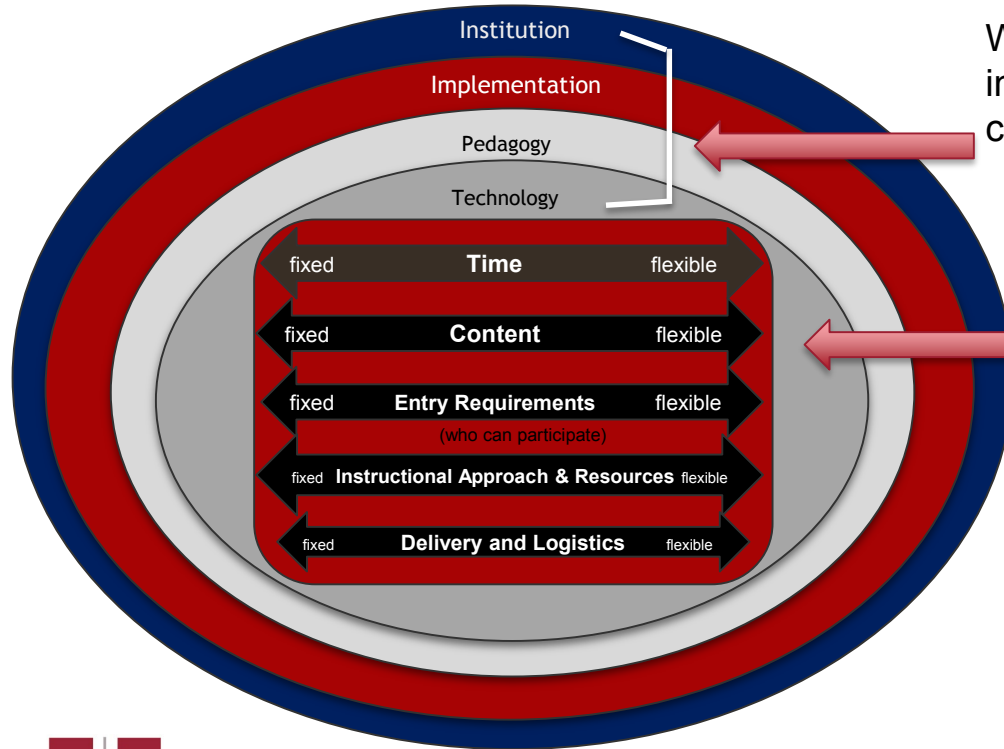 Institution
Implementation
Pedagogy
Technology
fixed Time flexible
fixed Content flexible
fixed Entry Requirements flexible
(who can participate)
fixed Instructional Approach & Resources flexible
fixed Delivery and Logistics flexible